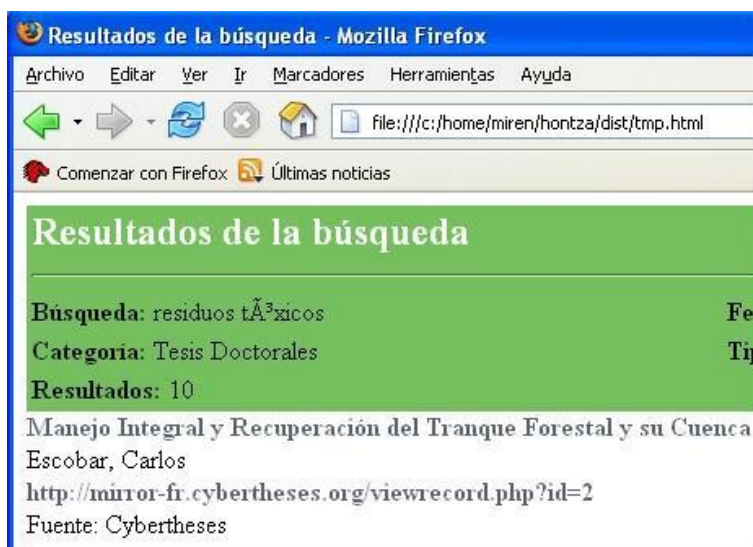 Resultados de la búsqueda - Mozilla Firefox
Archivo Editar Ver Ir Marcadores Herramientas Ayuda
file:///c:/home/miren/hontza/dist/tmp.html
Comenzar con Firefox Últimas noticias
Resultados de la búsqueda
Búsqueda: residuos tÃ³xicos Fe
Categoría: Tesis Doctorales Tip
Resultados: 10
Manejo Integral y Recuperación del Tranque Forestal y su Cuenca
Escobar, Carlos
http://mirror-fr.cybertheses.org/viewrecord.php?id=2
Fuente: Cybertheses